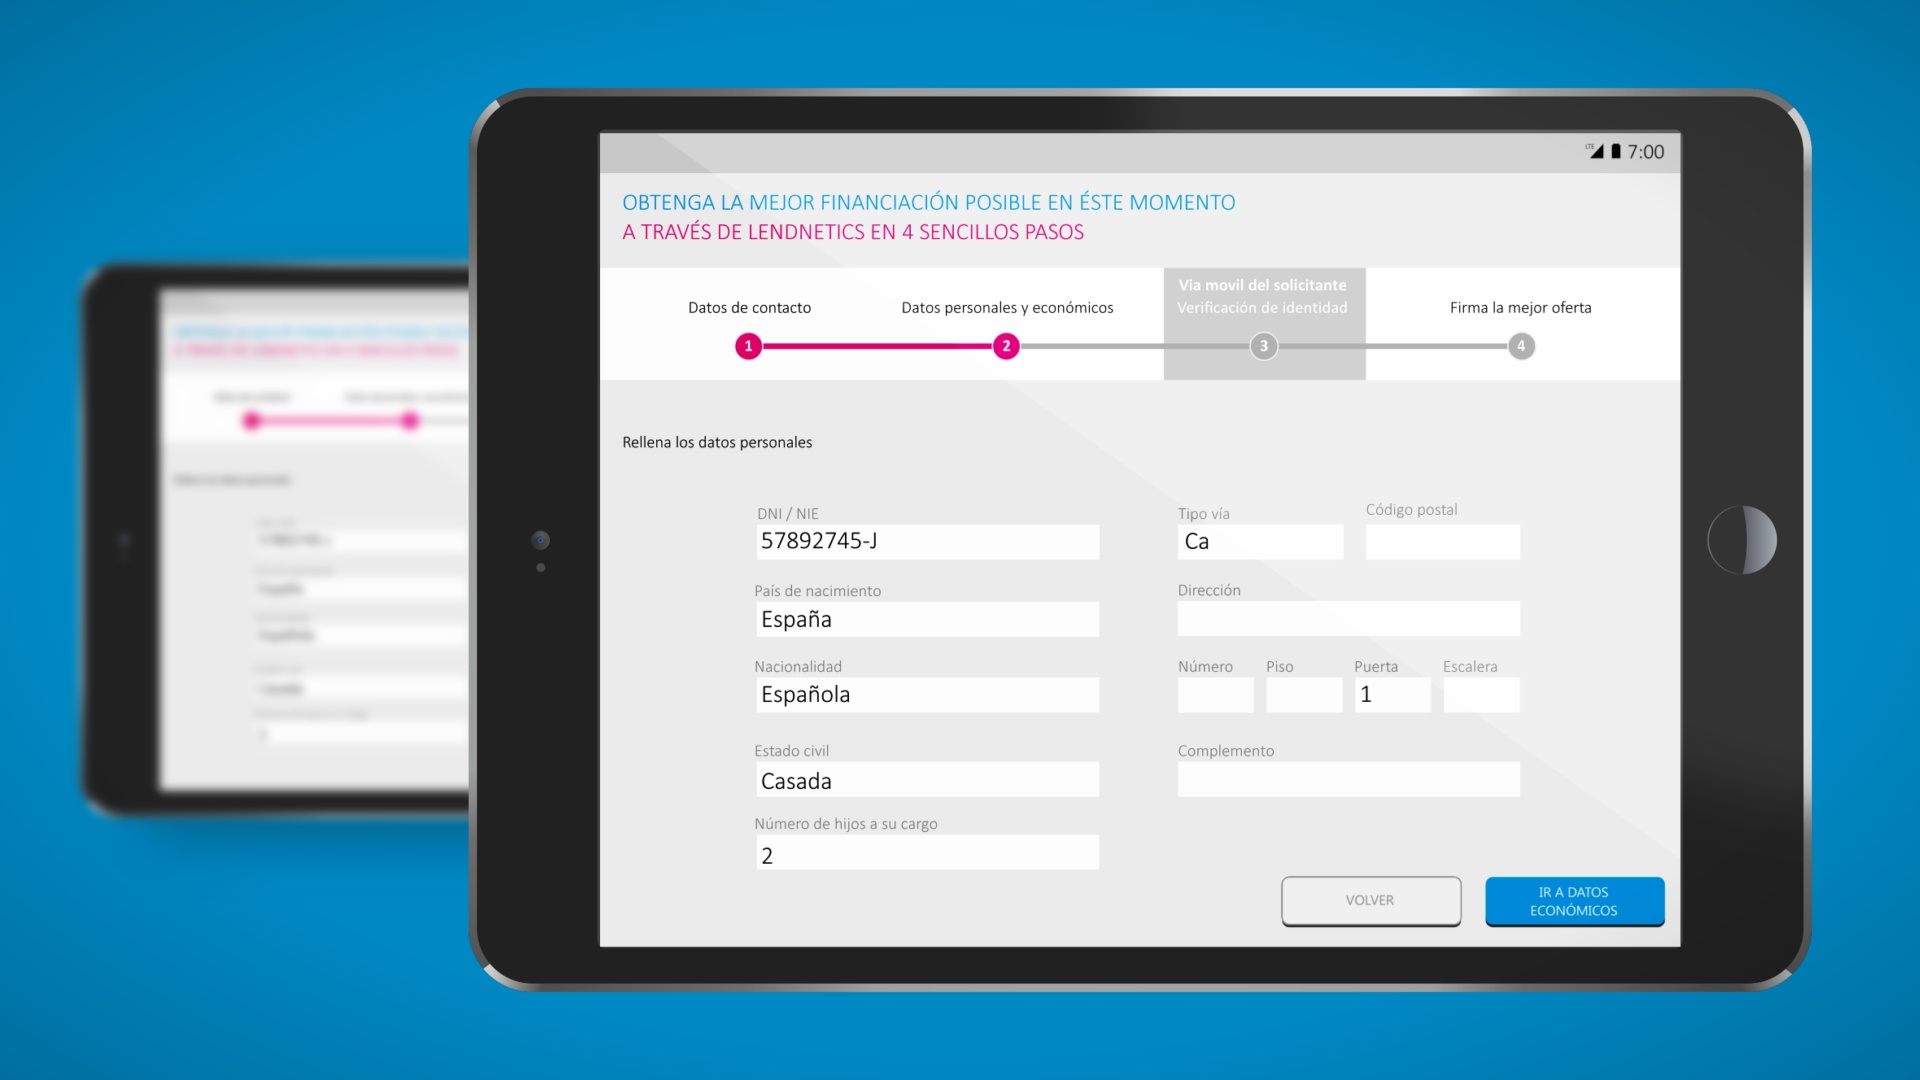 LTE 7:00
OBTENGA LA MEJOR FINANCIACIÓN POSIBLE EN ÉSTE MOMENTO
A TRAVÉS DE LENDNETICS EN 4 SENCILLOS PASOS
Datos de contacto
Datos personales y económicos
Via movil del solicitante
Verificación de identidad
Firma la mejor oferta
1 2 3 4
Rellena los datos personales
DNI / NIE
57892745-J
País de nacimiento
España
Nacionalidad
Española
Estado civil
Casada
Número de hijos a su cargo
2
Tipo vía
Ca
Código postal
Dirección
Número Piso Puerta Escalera
1
Complemento
VOLVER
IR A DATOS
ECONÓMICOS